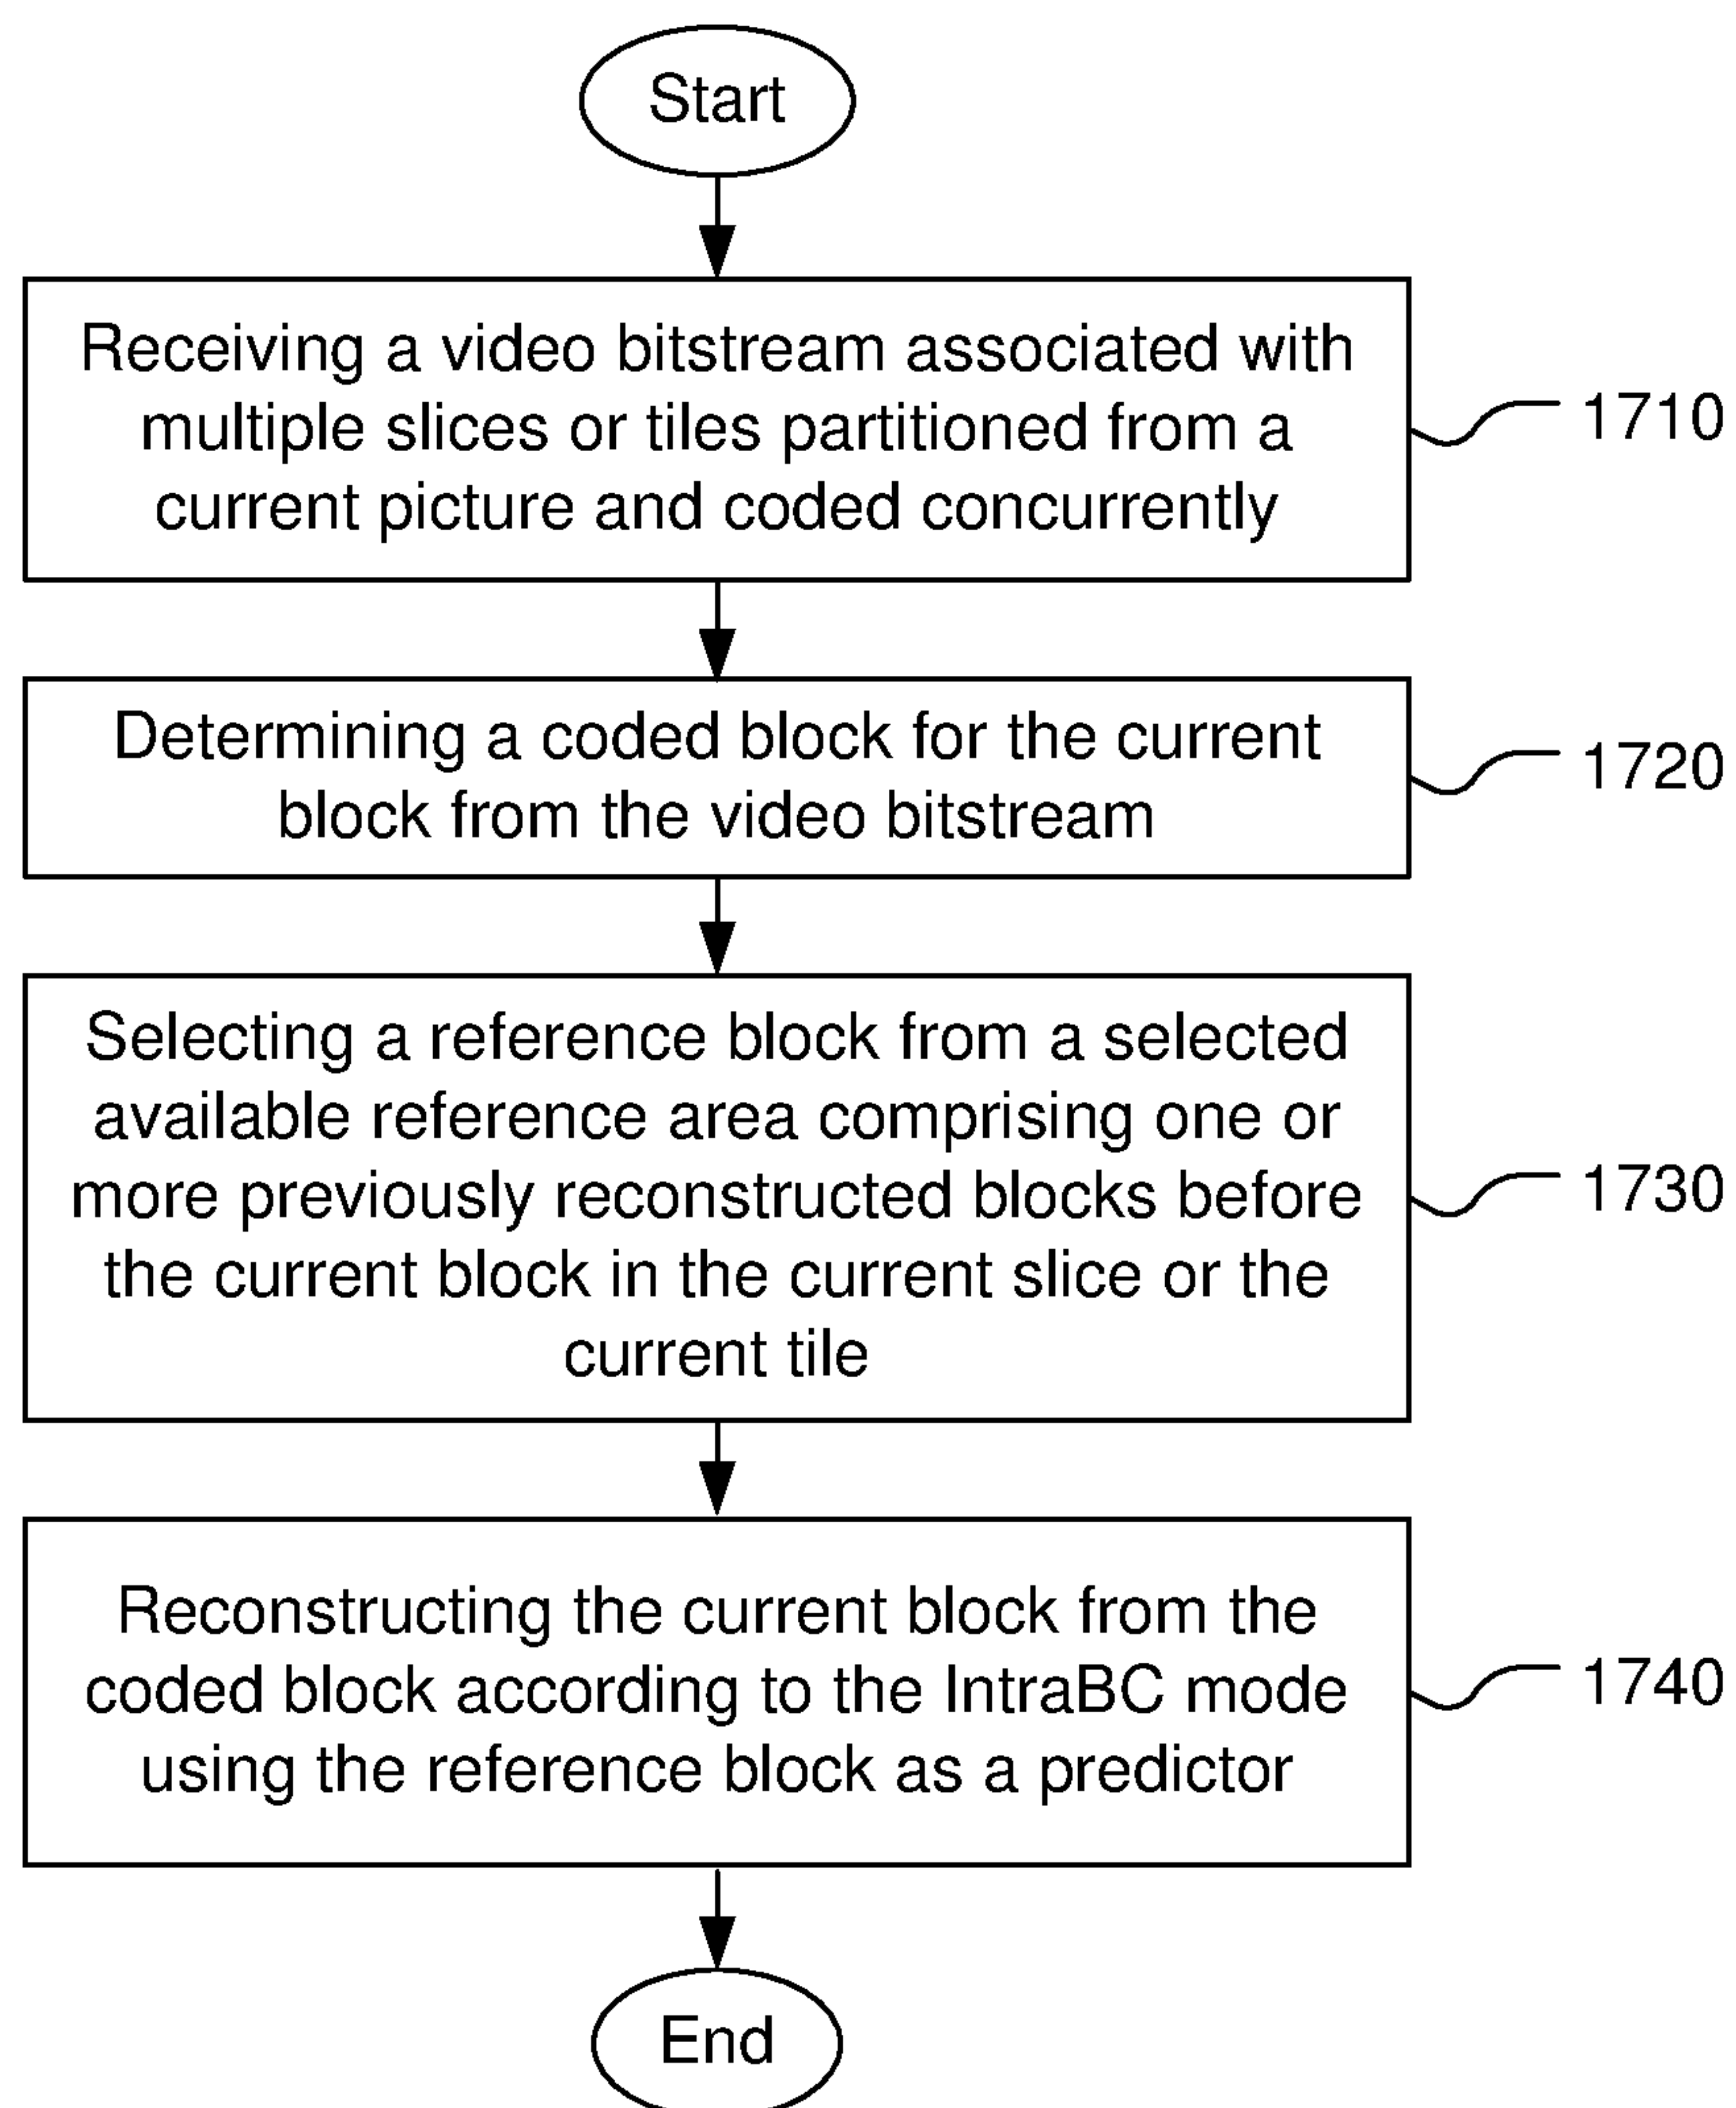 Start
Receiving a video bitstream associated with
multiple slices or tiles partitioned from a
current picture and coded concurrently
1710
Determining a coded block for the current
block from the video bitstream
1720
Selecting a reference block from a selected
available reference area comprising one or
more previously reconstructed blocks before
the current block in the current slice or the
current tile
1730
Reconstructing the current block from the
coded block according to the IntraBC mode
using the reference block as a predictor
1740
End